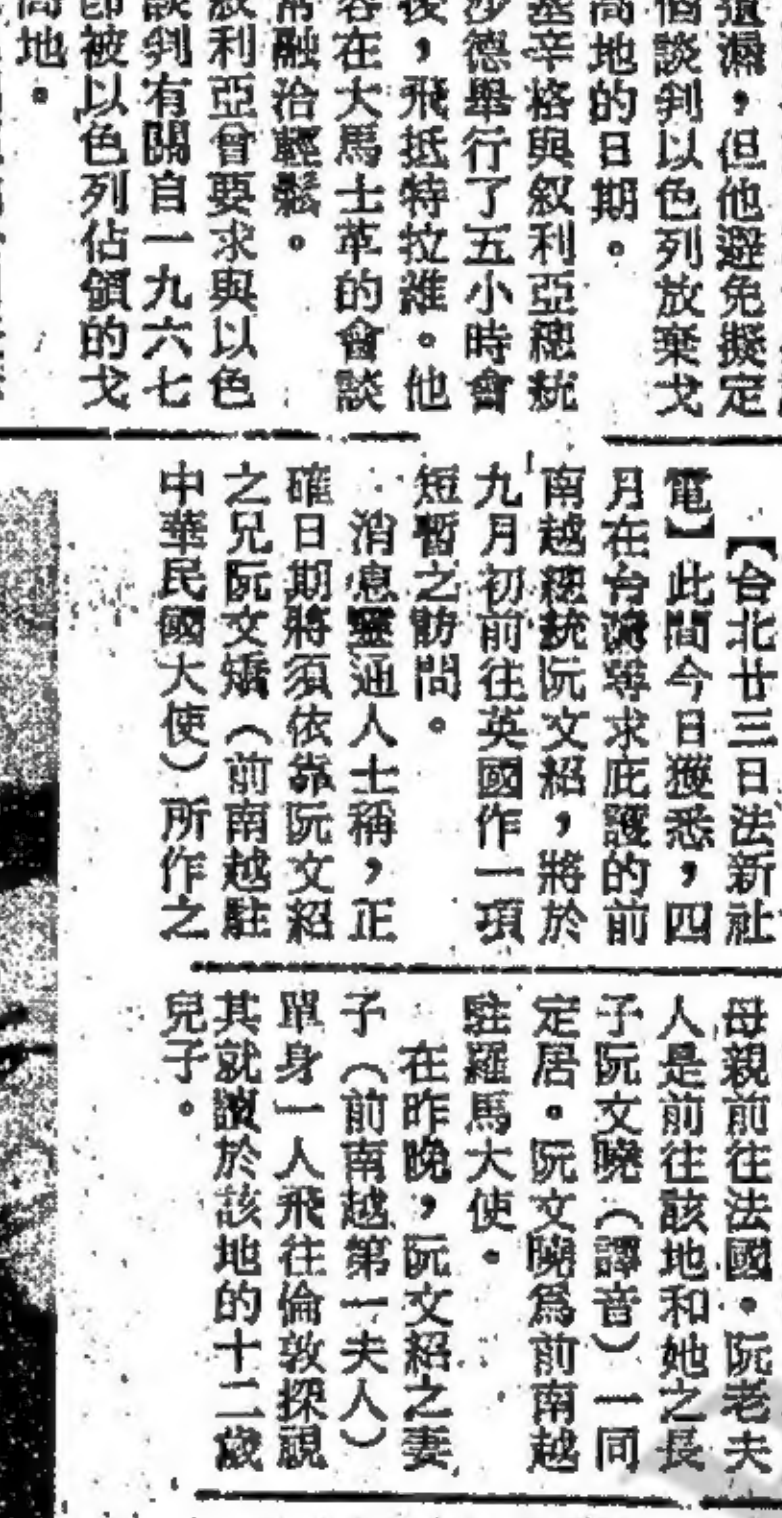 遺漏，但他避免擬定
個談判以色列放棄戈
高地的日期。
基辛格與叙利亞總統
沙德舉行了五小時會
後，飛抵特拉維。他
容在大馬士革的會談
常融洽輕鬆。
叙利亞曾要求與以色
談判有關自一九六七
即被以色列佔領的戈
高地。
【台北廿三日法新社
電】此間今日獲悉，四
月在台灣尋求庇護的前
南越總統阮文紹，將於
九月初前往英國作一項
短暫之訪問。
消息靈通人士稱，正
確日期將須依靠阮文紹
之兄阮文矯（前南越駐
中華民國大使）所作之
母親前往法國。阮老夫
人是前往該地和她之長
子阮文曉（譯音）一同
定居。阮文曉爲前南越
駐羅馬大使。
在昨晚，阮文紹之妻
子（前南越第一夫人）
單身一人飛往倫敦探視
其就讀於該地的十二歲
兒子。